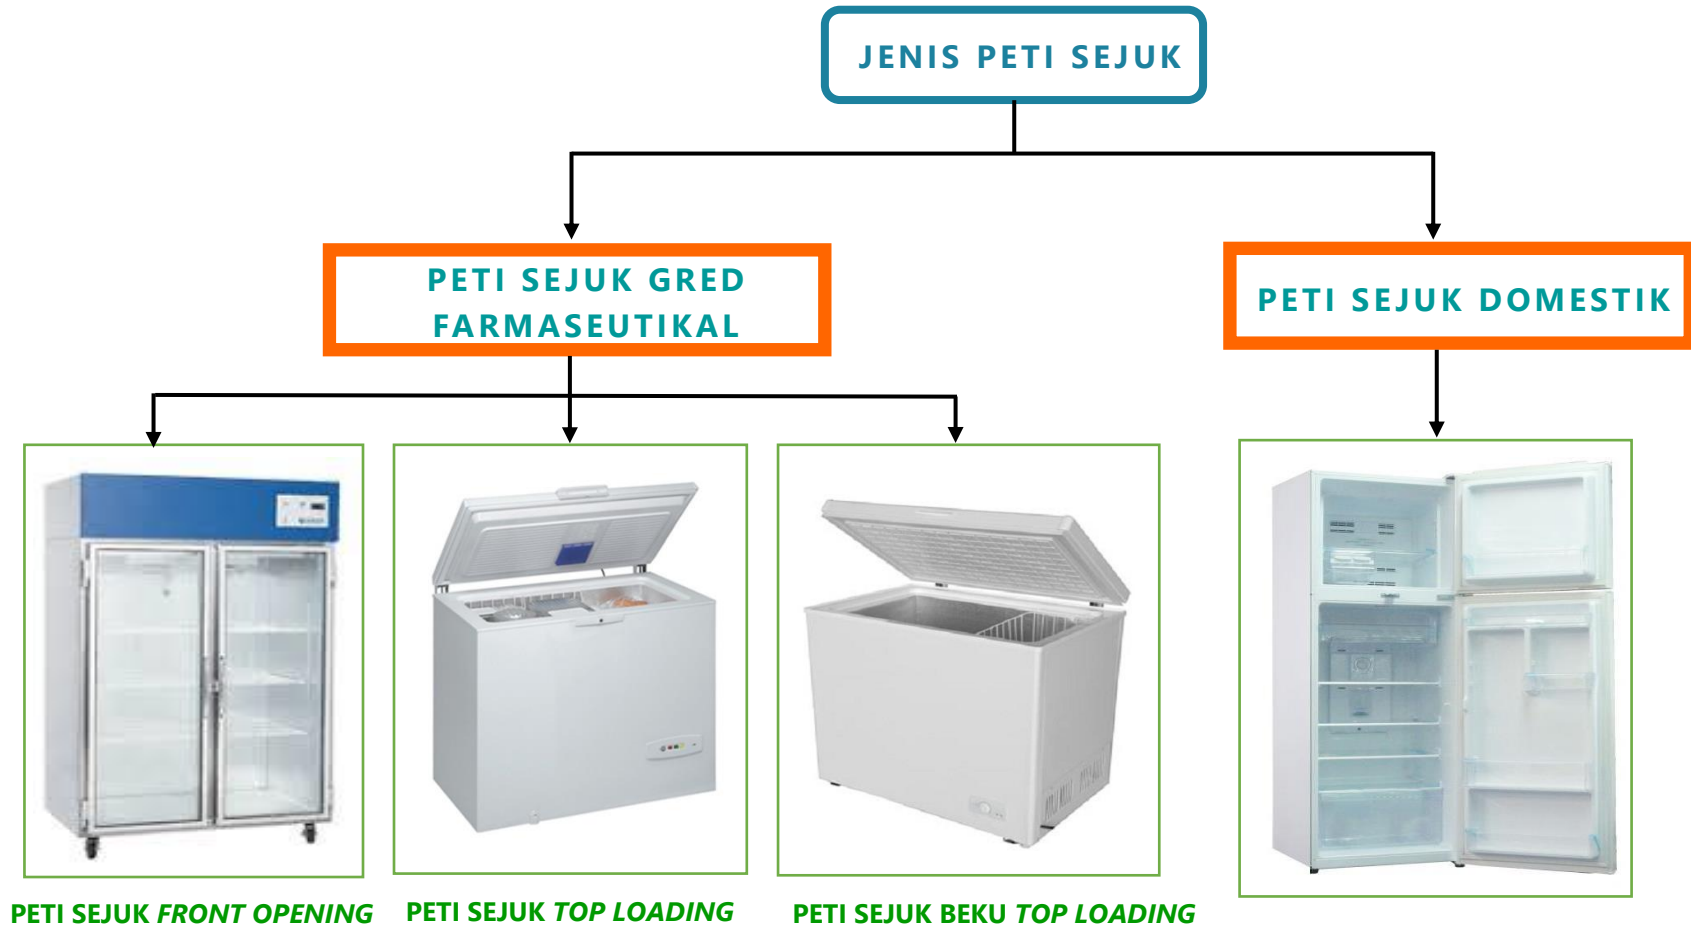 JENIS PETI SEJUK
PETI SEJUK GRED
FARMASEUTIKAL
PETI SEJUK DOMESTIK
PETI SEJUK FRONT OPENING
PETI SEJUK TOP LOADING
PETI SEJUK BEKU TOP LOADING